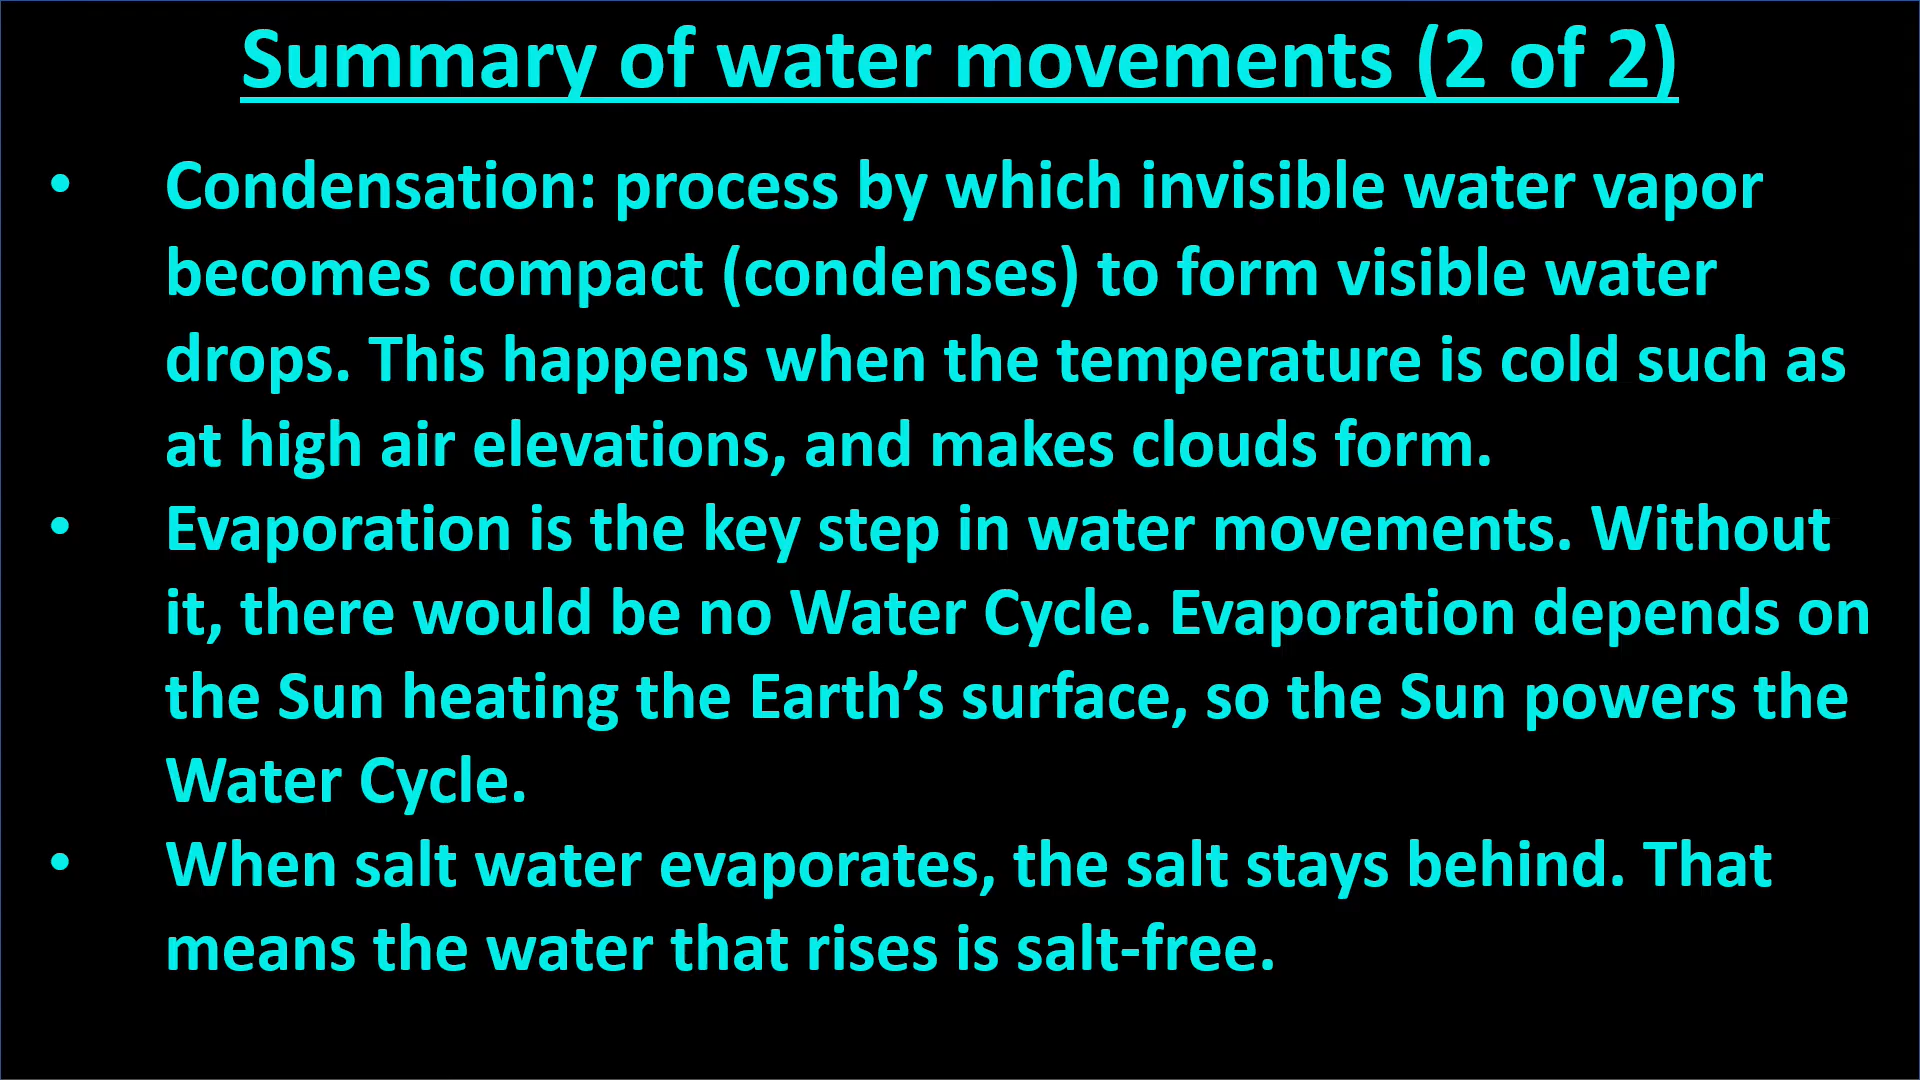 Summary of water movements (2 of 2)
• Condensation: process by which invisible water vapor
becomes compact (condenses) to form visible water
drops. This happens when the temperature is cold such as
at high air elevations, and makes clouds form.
• Evaporation is the key step in water movements. Without
it, there would be no Water Cycle. Evaporation depends on
the Sun heating the Earth’s surface, so the Sun powers the
Water Cycle.
• When salt water evaporates, the salt stays behind. That
means the water that rises is salt-free.